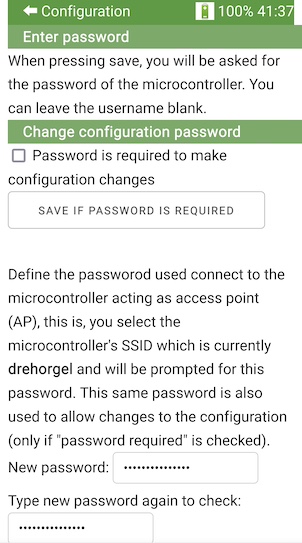 Configuration 100% 41:37
Enter password
When pressing save, you will be asked for
the password of the microcontroller. You
can leave the username blank.
Change configuration password
Password is required to make
configuration changes
SAVE IF PASSWORD IS REQUIRED
Define the passworod used connect to the
microcontroller acting as access point
(AP), this is, you select the
microcontroller's SSID which is currently
drehorgel and will be prompted for this
password. This same password is also
used to allow changes to the configuration
(only if "password required" is checked).
New password: •••••••••••••••
Type new password again to check:
•••••••••••••••